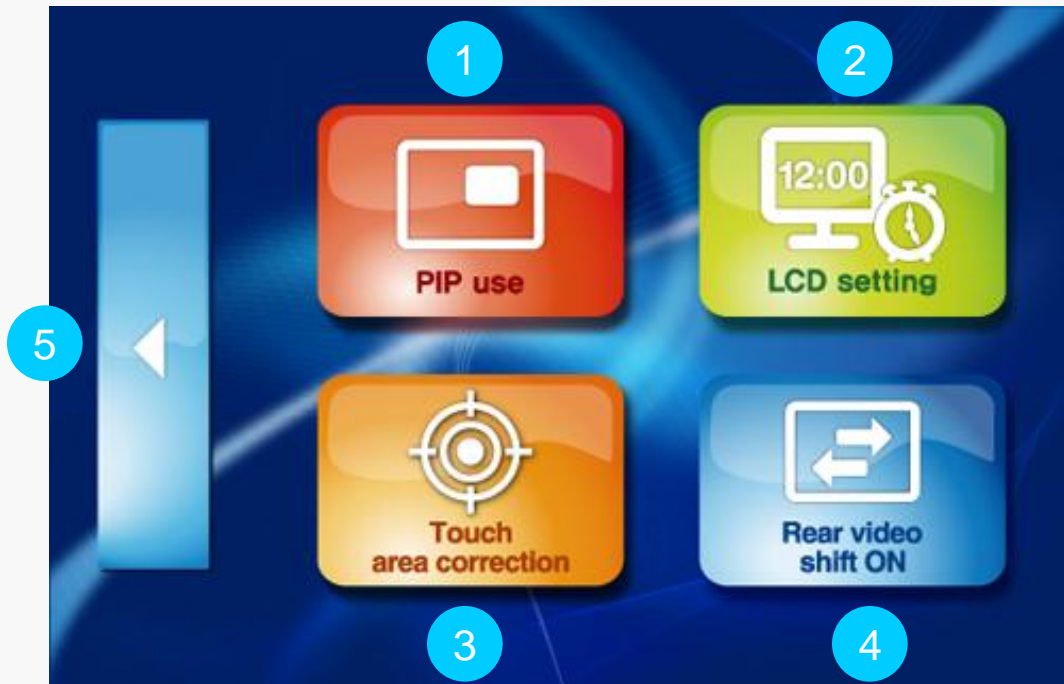 1
2
12:00
PIP use
LCD setting
5
Touch
area correction
Rear video
shift ON
3
4